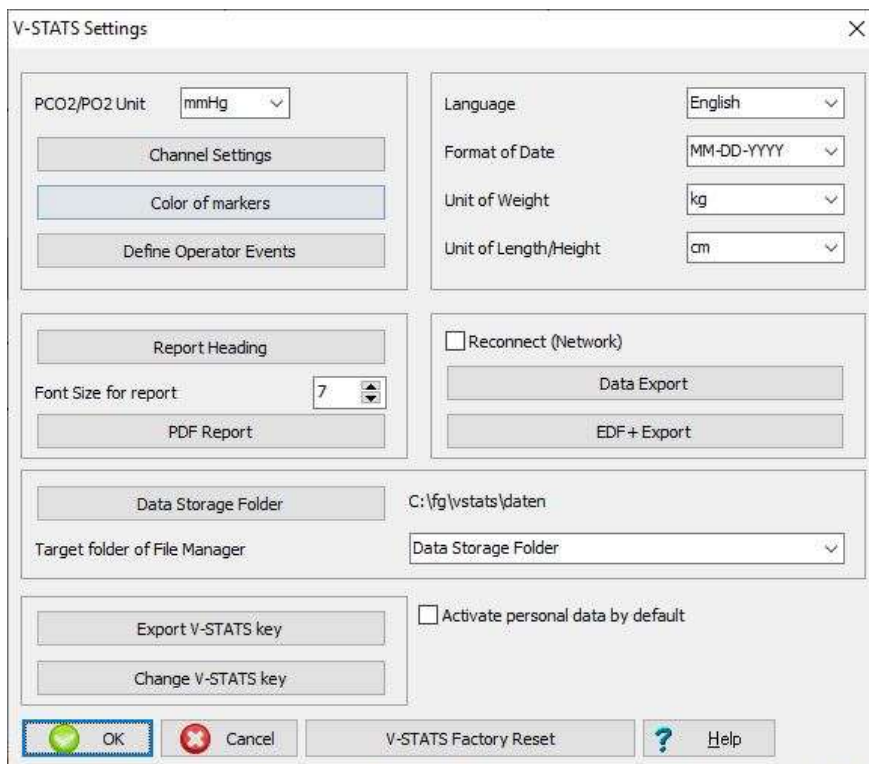 V-STATS Settings
PCO2/PO2 Unit
mmHg
Channel Settings
Color of markers
Define Operator Events
Language
English
Format of Date
MM-DD-YYYY
Unit of Weight
kg
Unit of Length/Height
cm
Report Heading
Font Size for report
7
PDF Report
Reconnect (Network)
Data Export
EDF+ Export
Data Storage Folder
C:\fg\vstats\daten
Target folder of File Manager
Data Storage Folder
Export V-STATS key
Change V-STATS key
Activate personal data by default
OK
Cancel
V-STATS Factory Reset
? Help